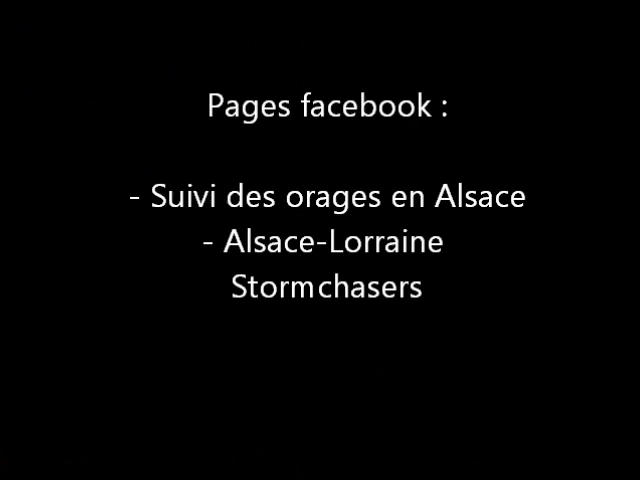 Pages facebook :
- Suivi des orages en Alsace
- Alsace-Lorraine
Stormchasers